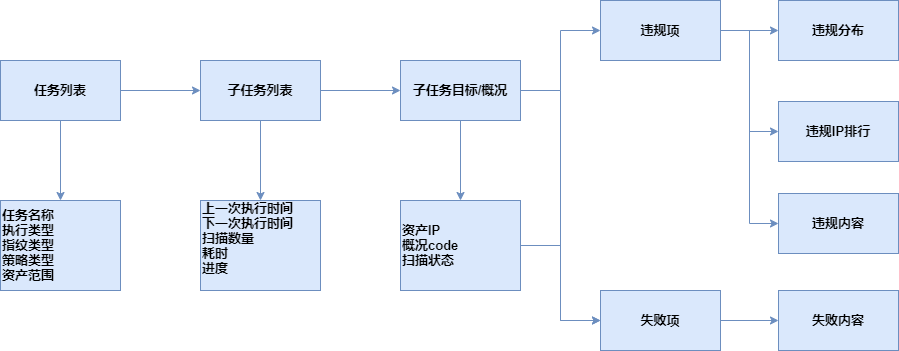 任务列表
子任务列表
子任务目标/概况
违规项
违规分布
违规IP排行
违规内容
任务名称
执行类型
指纹类型
策略类型
资产范围
上一次执行时间
下一次执行时间
扫描数量
耗时
进度
资产IP
概况code
扫描状态
失败项
失败内容